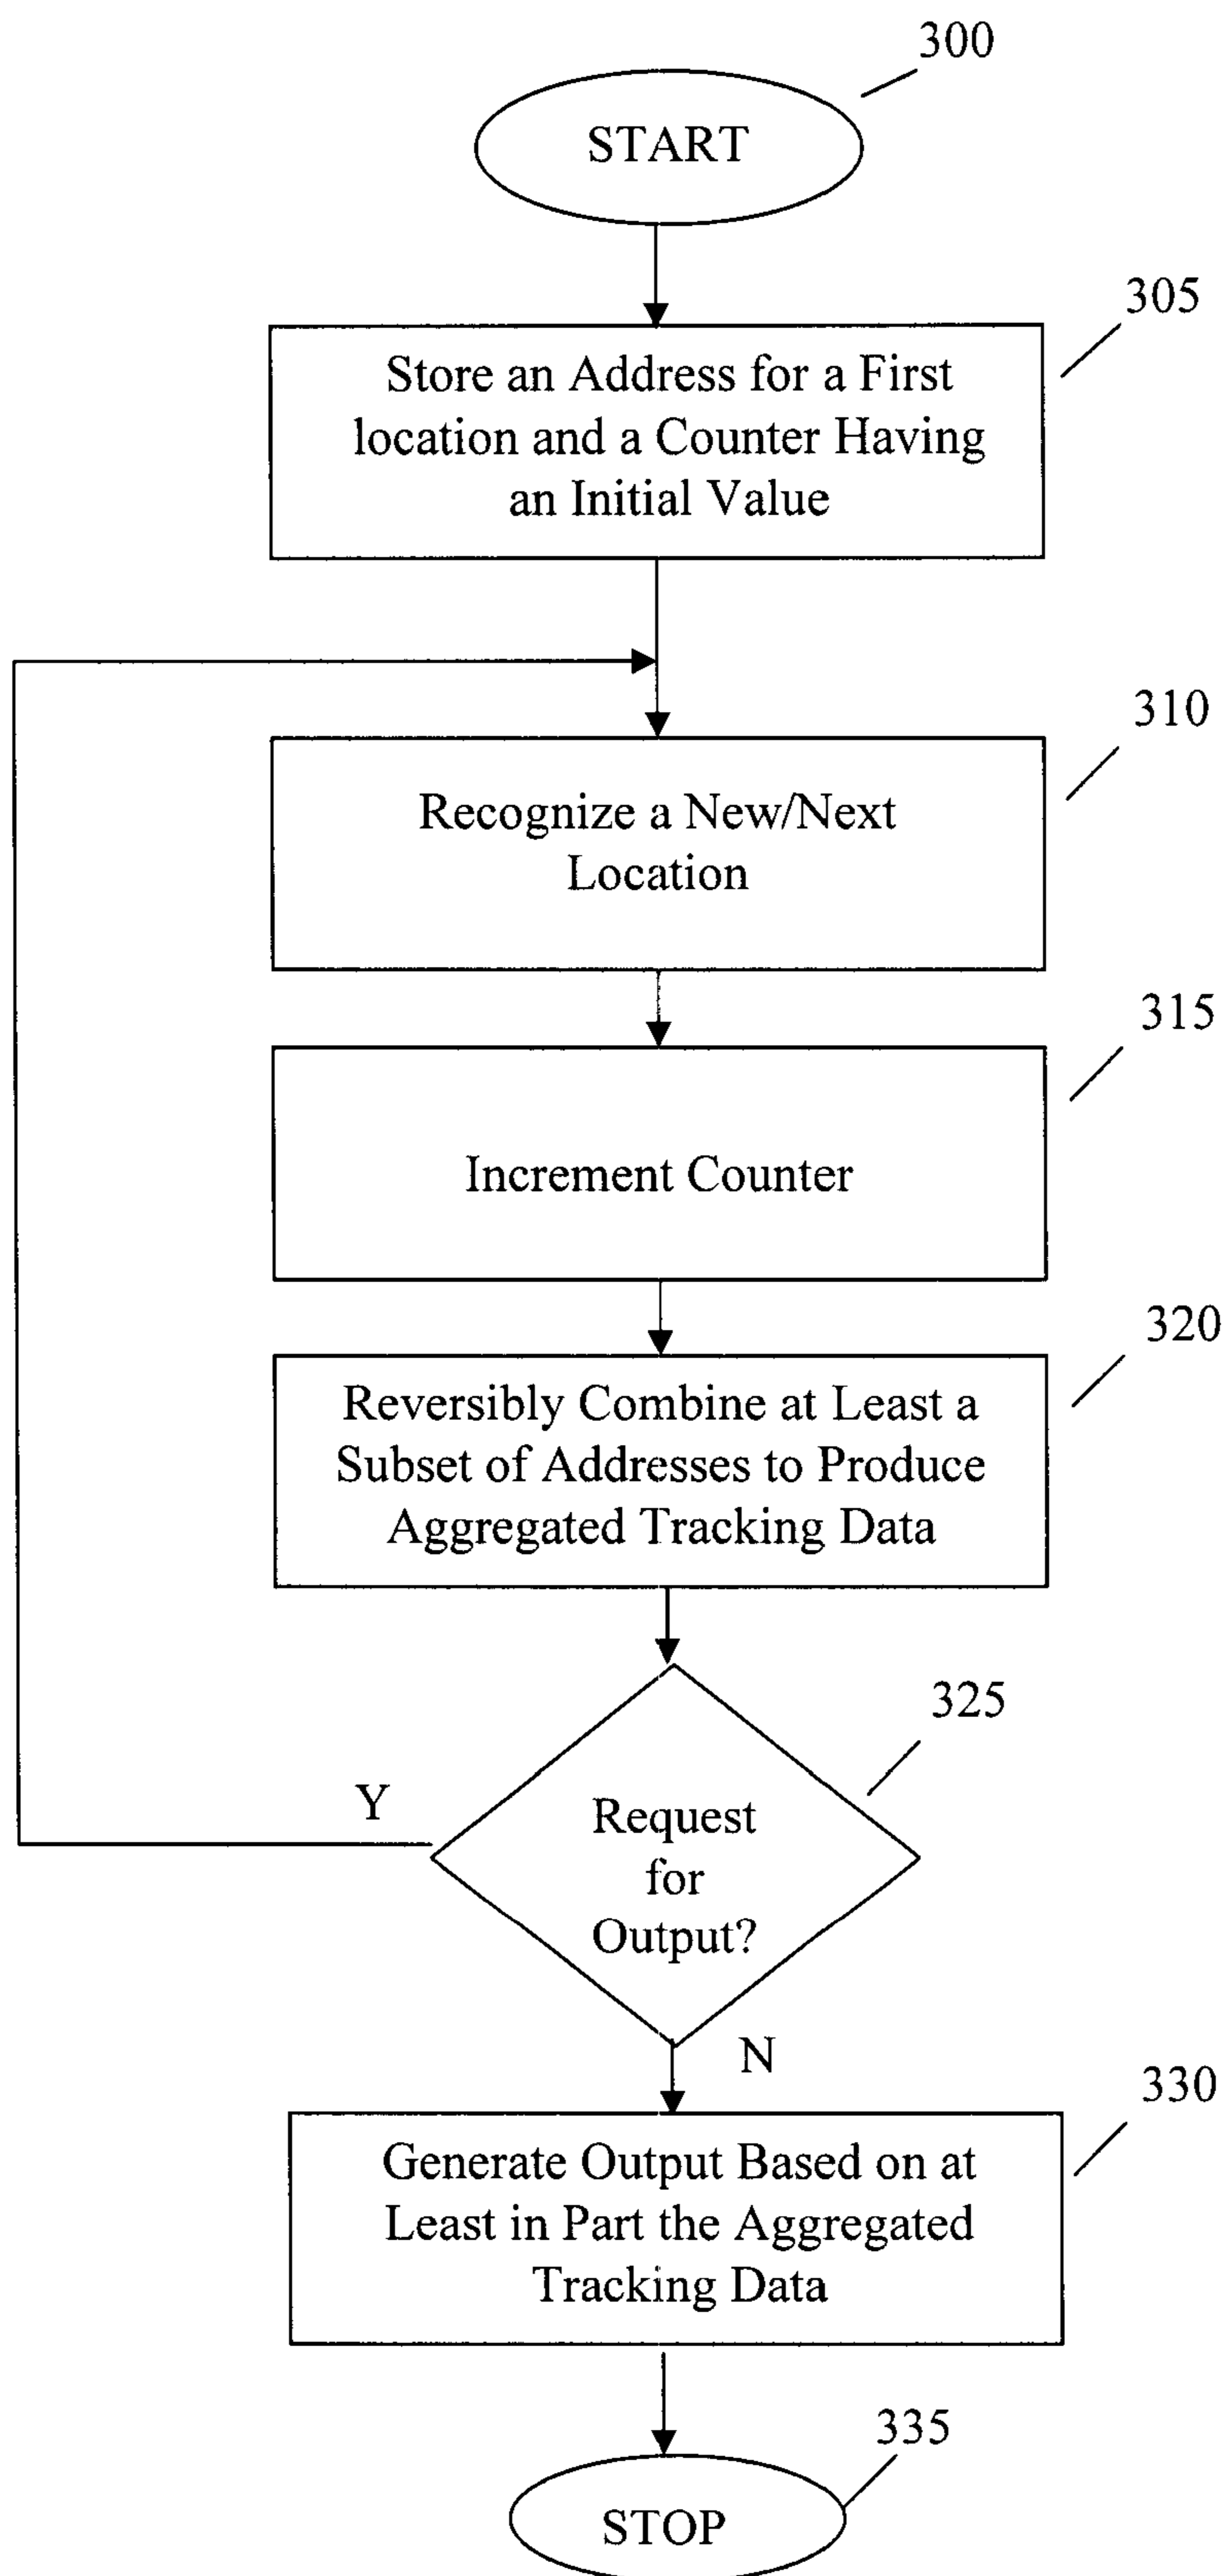 300
START
305
Store an Address for a First
location and a Counter Having
an Initial Value
310
Recognize a New/Next
Location
315
Increment Counter
320
Reversibly Combine at Least a
Subset of Addresses to Produce
Aggregated Tracking Data
325
Y
Request
for
Output?
N
330
Generate Output Based on at
Least in Part the Aggregated
Tracking Data
335
STOP